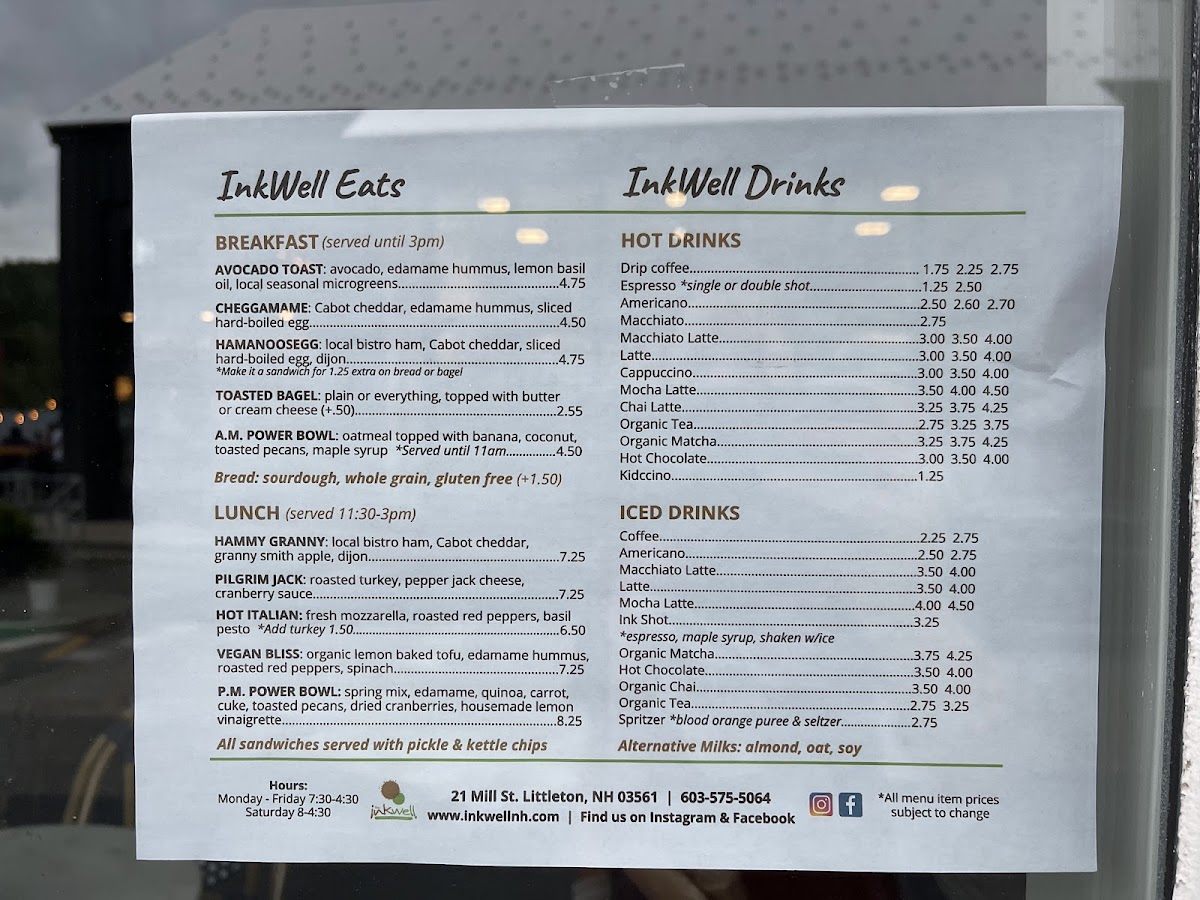 InkWell Eats
BREAKFAST (served until 3pm)
AVOCADO TOAST: avocado, edamame hummus, lemon basil
oil, local seasonal microgreens...4.75
CHEGGAMAME: Cabot cheddar, edamame hummus, sliced
hard-boiled egg...4.50
HAMANOOSEGG: local bistro ham, Cabot cheddar, sliced
hard-boiled egg, dijon...4.75
*Make it a sandwich for 1.25 extra on bread or bagel
TOASTED BAGEL: plain or everything, topped with butter
or cream cheese (+.50)...2.55
A.M. POWER BOWL: oatmeal topped with banana, coconut,
toasted pecans, maple syrup *Served until 11am...4.50
Bread: sourdough, whole grain, gluten free (+1.50)
LUNCH (served 11:30-3pm)
HAMMY GRANNY: local bistro ham, Cabot cheddar,
granny smith apple, dijon...7.25
PILGRIM JACK: roasted turkey, pepper jack cheese,
cranberry sauce...7.25
HOT ITALIAN: fresh mozzarella, roasted red peppers, basil
pesto *Add turkey 1.50...6.50
VEGAN BLISS: organic lemon baked tofu, edamame hummus,
roasted red peppers, spinach...7.25
P.M. POWER BOWL: spring mix, edamame, quinoa, carrot,
cuke, toasted pecans, dried cranberries, housemade lemon
vinaigrette...8.25
All sandwiches served with pickle & kettle chips
InkWell Drinks
HOT DRINKS
Drip coffee... 1.75 2.25 2.75
Espresso *single or double shot...1.25 2.50
Americano...2.50 2.60 2.70
Macchiato...2.75
Macchiato Latte...3.00 3.50 4.00
Latte...3.00 3.50 4.00
Cappuccino...3.00 3.50 4.00
Mocha Latte...3.50 4.00 4.50
Chai Latte...3.25 3.75 4.25
Organic Tea...2.75 3.25 3.75
Organic Matcha...3.25 3.75 4.25
Hot Chocolate...3.00 3.50 4.00
Kidccino...1.25
ICED DRINKS
Coffee...2.25 2.75
Americano...2.50 2.75
Macchiato Latte...3.50 4.00
Latte...3.50 4.00
Mocha Latte...4.00 4.50
Ink Shot...3.25
*espresso, maple syrup, shaken w/ice
Organic Matcha...3.75 4.25
Hot Chocolate...3.50 4.00
Organic Chai...3.50 4.00
Organic Tea...2.75 3.25
Spritzer *blood orange puree & seltzer...2.75
Alternative Milks: almond, oat, soy
Hours:
Monday - Friday 7:30-4:30
Saturday 8-4:30
the inkwell
21 Mill St. Littleton, NH 03561 | 603-575-5064
www.inkwellnh.com | Find us on Instagram & Facebook
*All menu item prices
subject to change